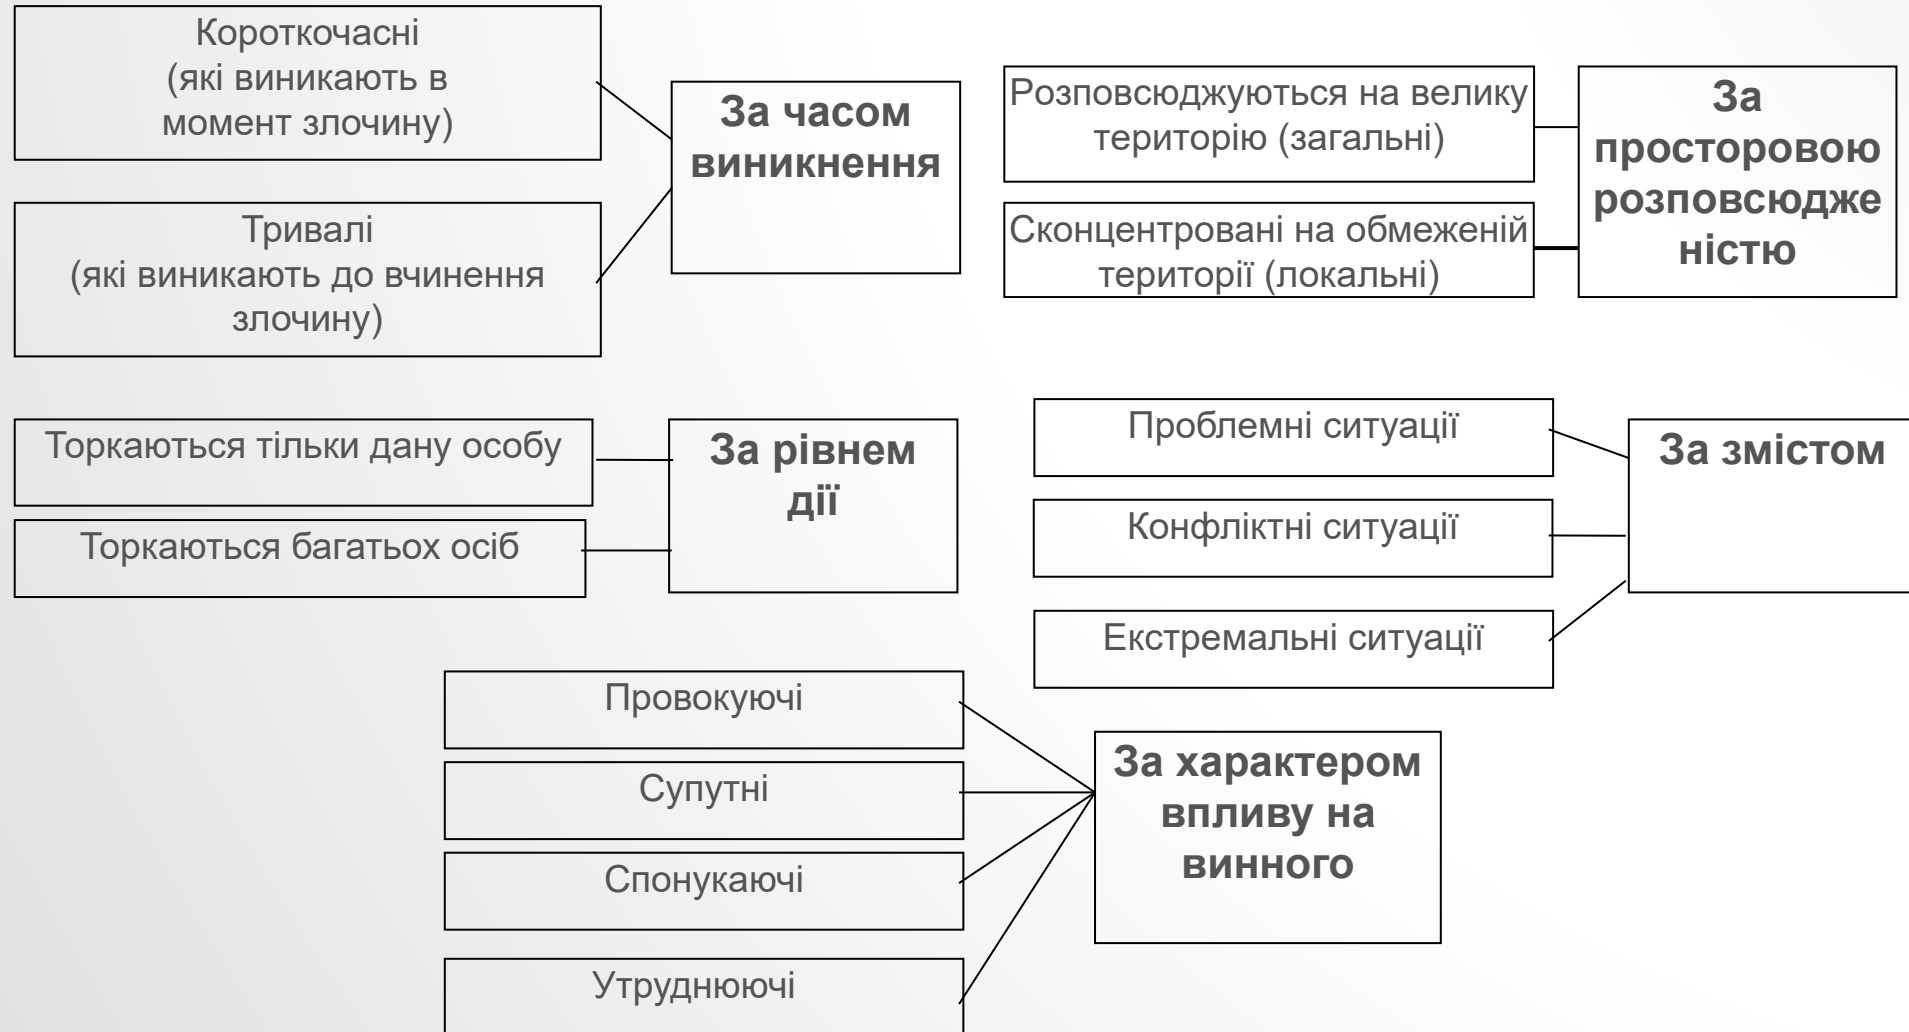 Короткочасні
(які виникають в
момент злочину)
Тривалі
(які виникають до вчинення
злочину)
За часом
виникнення
Розповсюджуються на велику
територію (загальні)
Сконцентровані на обмеженій
території (локальні)
За
просторовою
розповсюдже
ністю
Торкаються тільки дану особу
Торкаються багатьох осіб
За рівнем
дії
Проблемні ситуації
Конфліктні ситуації
Екстремальні ситуації
За змістом
Провокуючі
Супутні
Спонукаючі
Утруднюючі
За характером
впливу на
винного